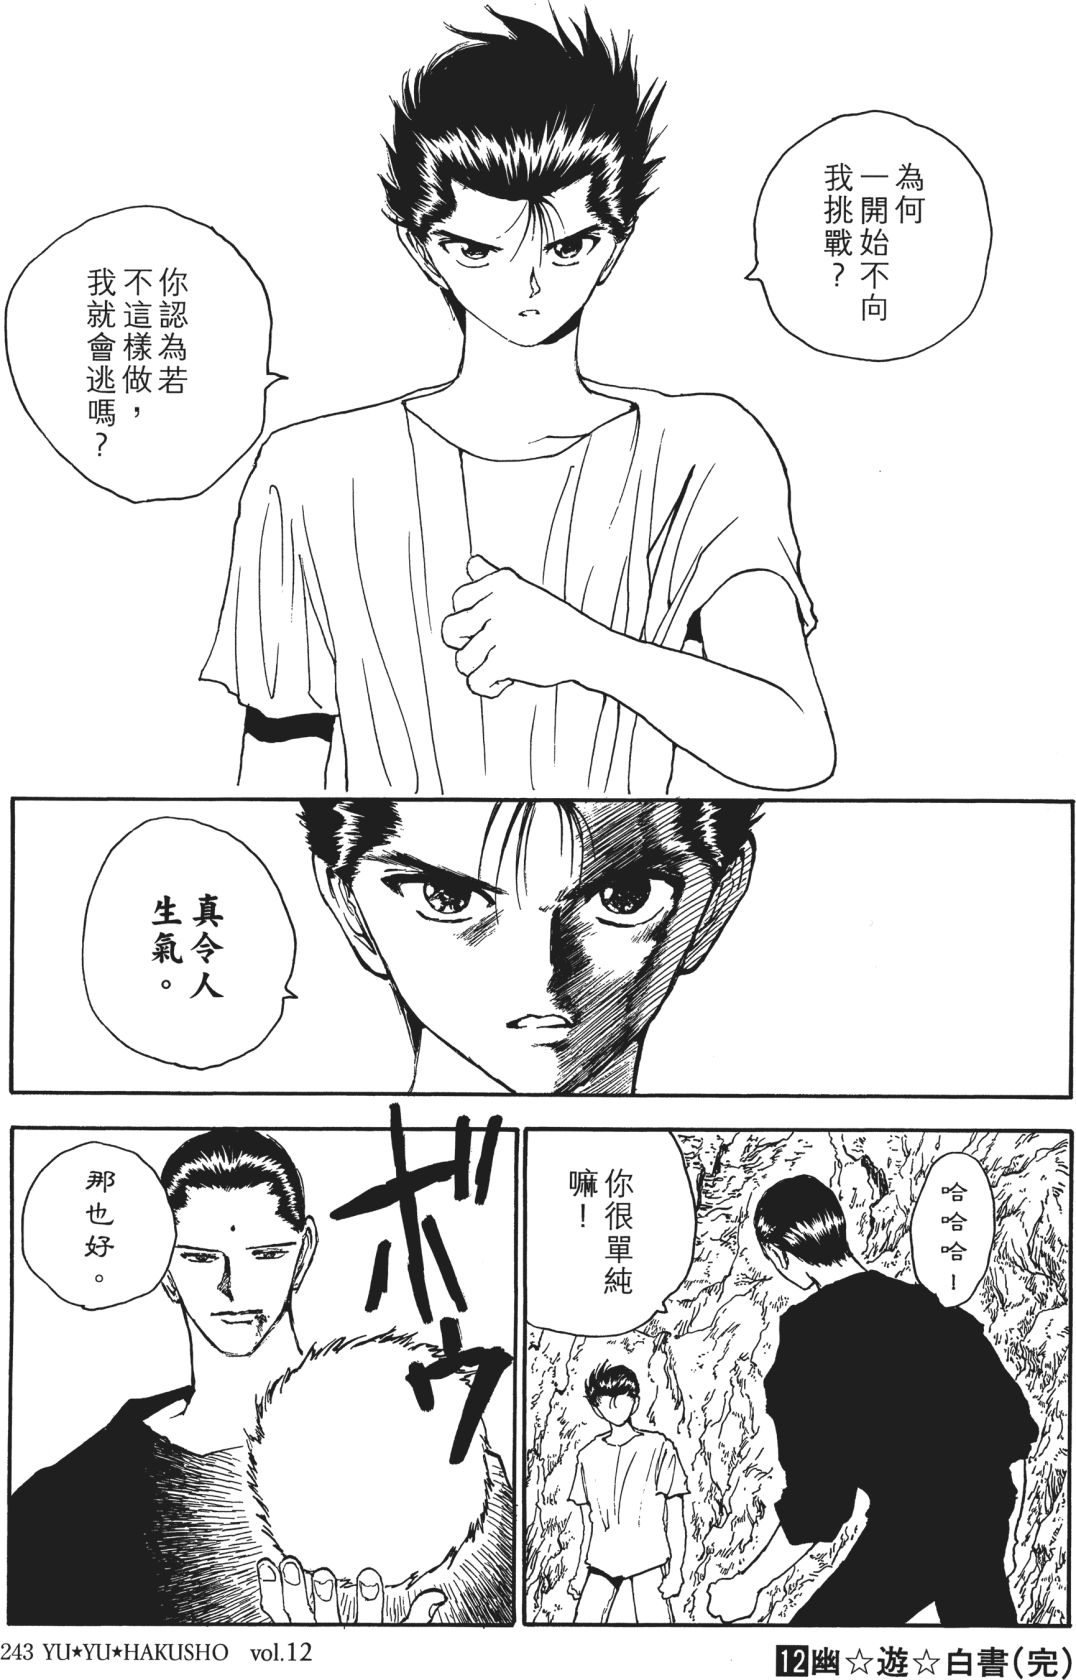 為何
一開始不向
我挑戰？
你認為若
不這樣做，
我就會逃嗎？
真令人
生氣。
哈哈哈！
你很單純
嘛！
ボウ
那也好。
243 YU★YU★HAKUSHO vol.12
12幽☆遊☆白書(完)